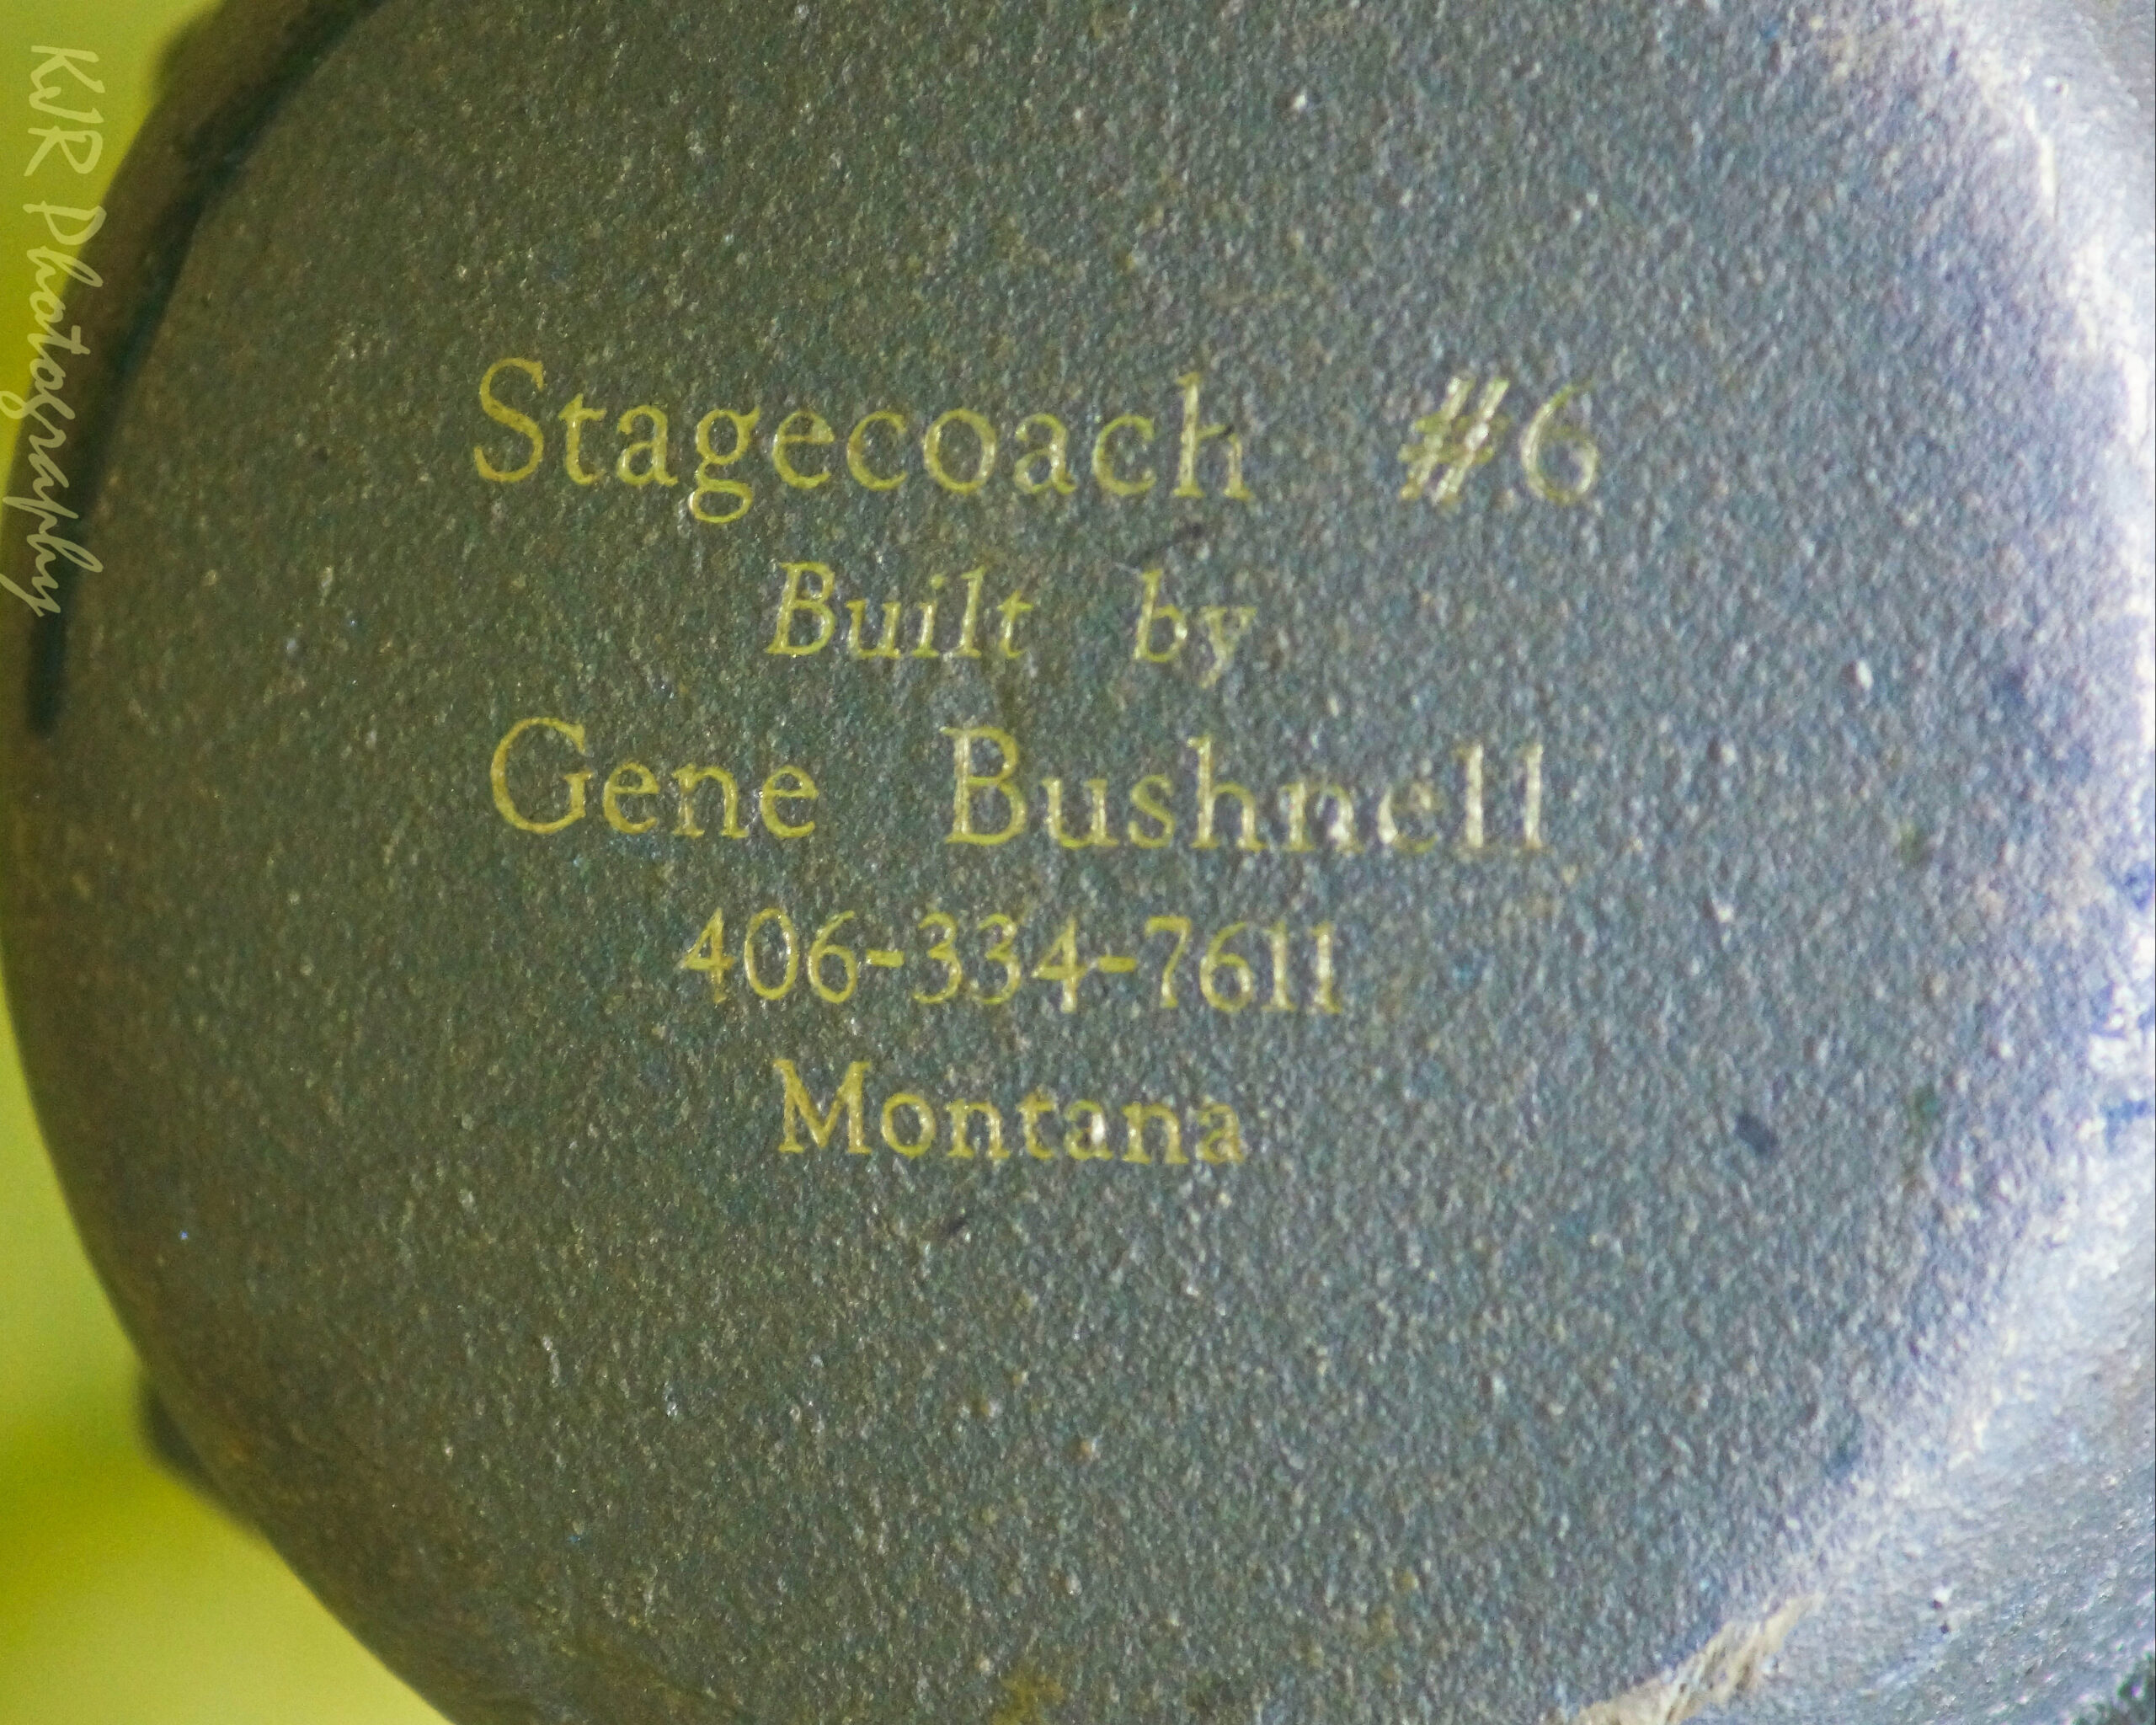 KJR Photography
Stagecoach #6
Built by
Gene Bushnell
406-334-7611
Montana